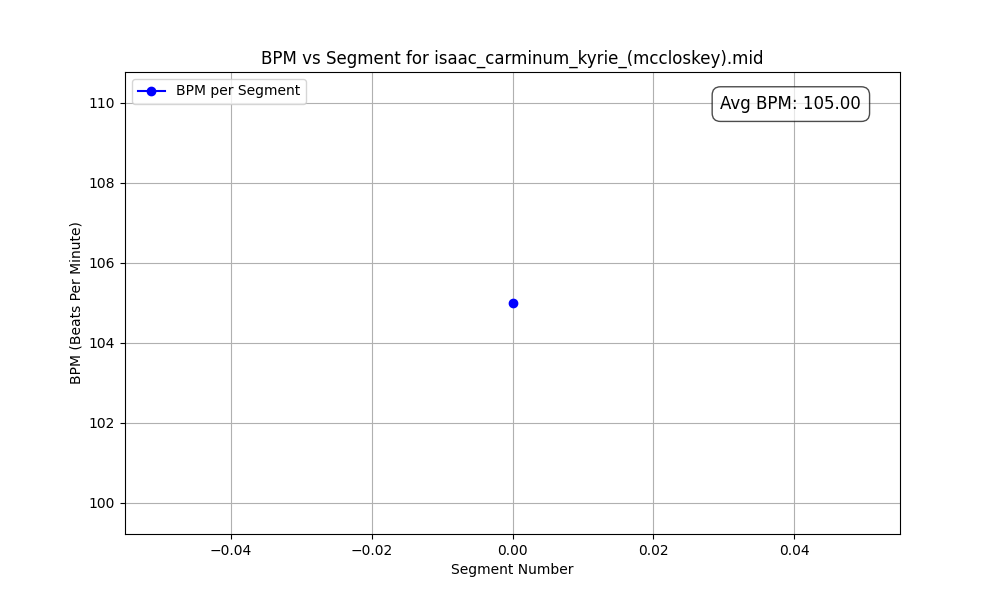 BPM vs Segment for isaac_carminum_kyrie_(mccloskey).mid
BPM per Segment
Avg BPM: 105.00
BPM (Beats Per Minute)
110
108
106
104
102
100
−0.04
−0.02
0.00
0.02
0.04
Segment Number